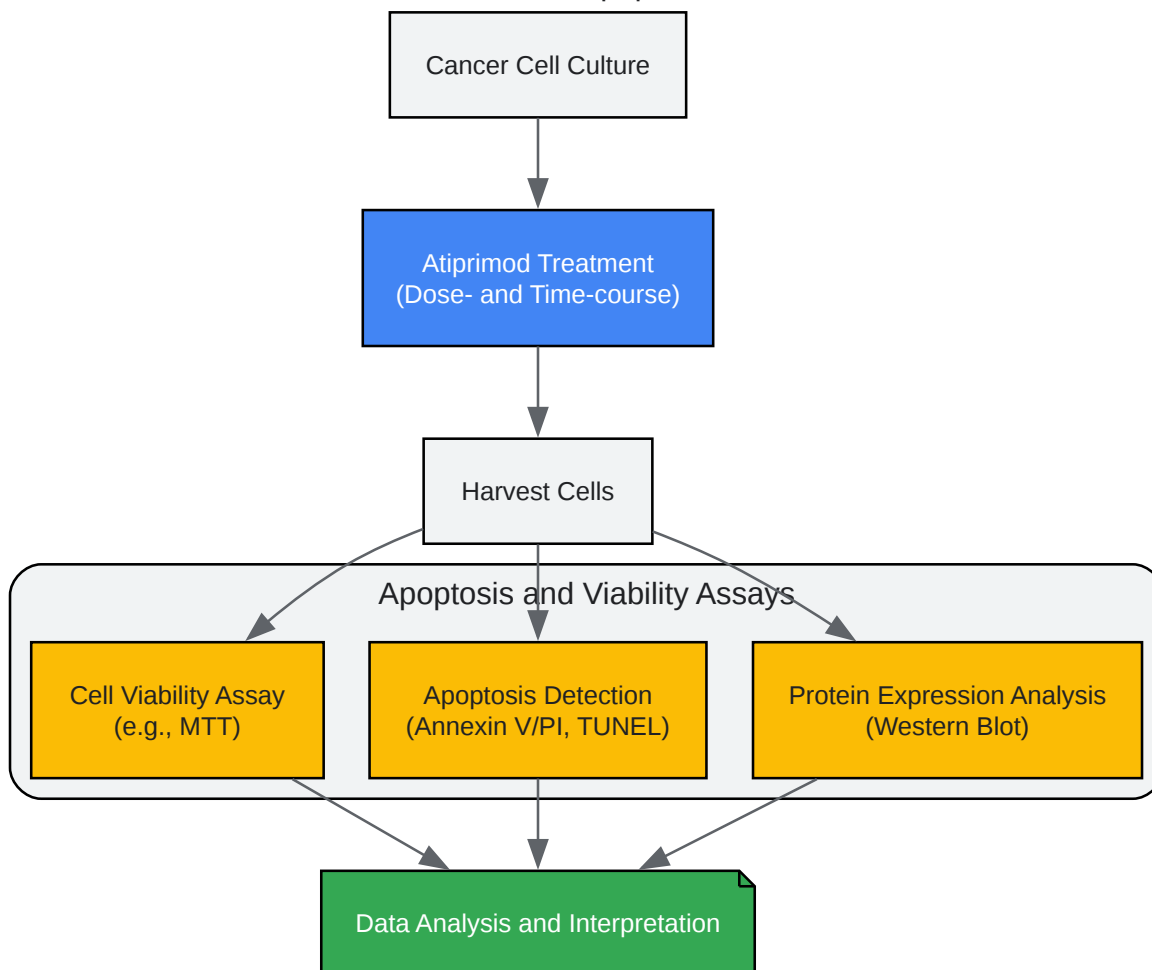 Cancer Cell Culture
Atiprimod Treatment
(Dose- and Time-course)
Harvest Cells
Apoptosis and Viability Assays
Cell Viability Assay
(e.g., MTT)
Apoptosis Detection
(Annexin V/PI, TUNEL)
Protein Expression Analysis
(Western Blot)
Data Analysis and Interpretation